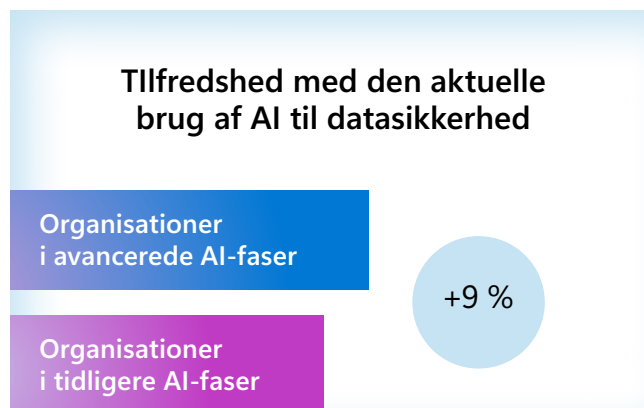 TIlfredshed med den aktuelle
brug af AI til datasikkerhed
Organisationer
i avancerede AI-faser
+9 %
Organisationer
i tidligere AI-faser